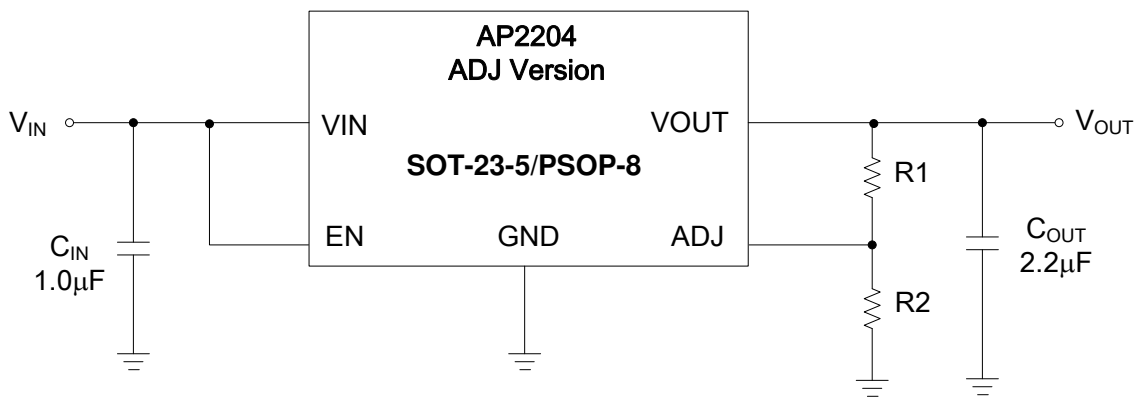 AP2204
ADJ Version
V_IN
VIN
VOUT
V_OUT
SOT-23-5/PSOP-8
R1
EN
GND
ADJ
C_IN
1.0μF
C_OUT
2.2μF
R2